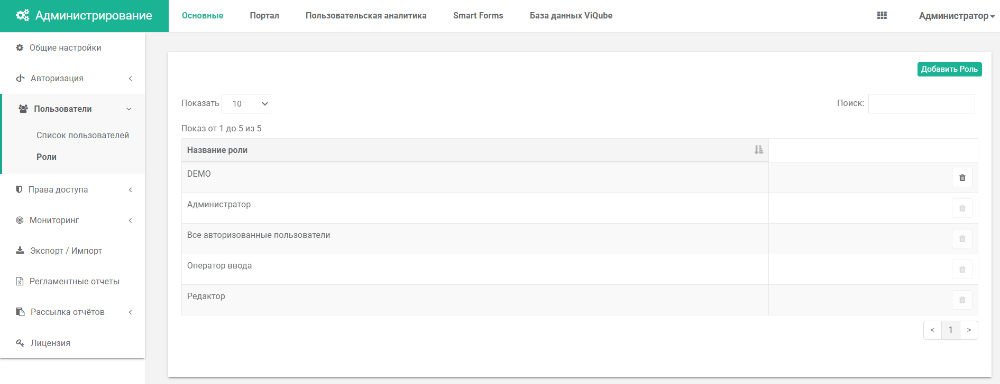 Администрирование
Основные
Портал
Пользовательская аналитика
Smart Forms
База данных ViQube
Администратор
Общие настройки
Авторизация
Пользователи
Список пользователей
Роли
Права доступа
Мониторинг
Экспорт / Импорт
Регламентные отчеты
Рассылка отчётов
Лицензия
Добавить Роль
Показать 10
Поиск:
Показ от 1 до 5 из 5
Название роли
DEMO
Администратор
Все авторизованные пользователи
Оператор ввода
Редактор
< 1 >